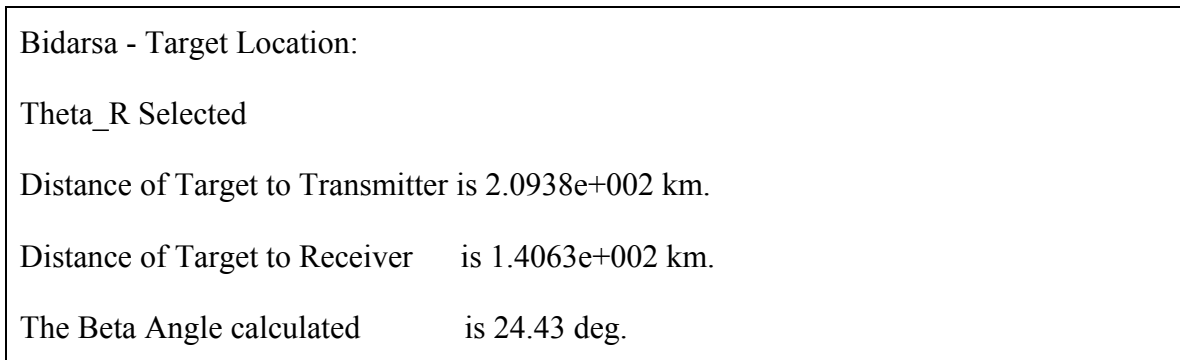 Bidarsa - Target Location:
Theta_R Selected
Distance of Target to Transmitter is 2.0938e+002 km.
Distance of Target to Receiver is 1.4063e+002 km.
The Beta Angle calculated is 24.43 deg.